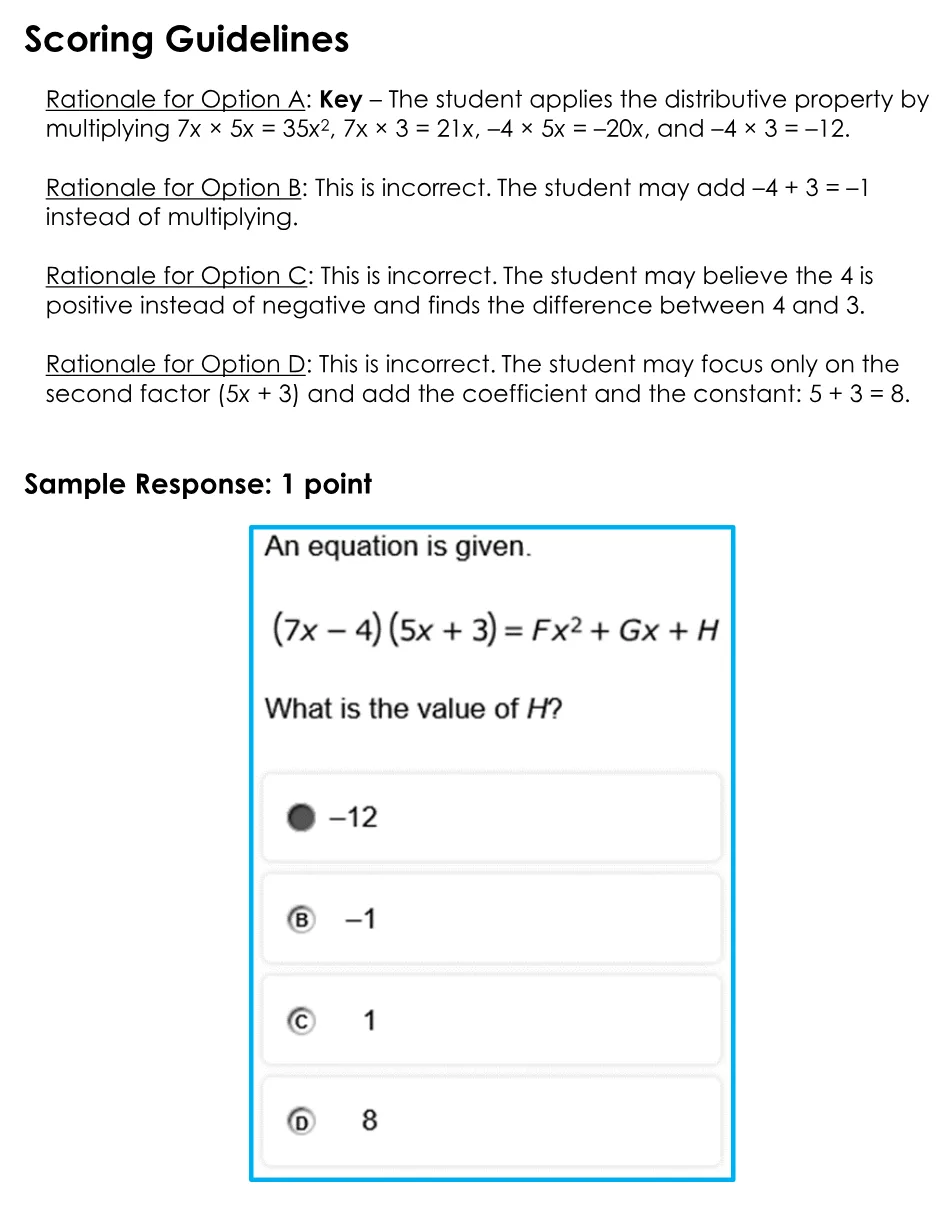 Scoring Guidelines
Rationale for Option A: Key – The student applies the distributive property by
multiplying 7x × 5x = 35x², 7x × 3 = 21x, –4 × 5x = –20x, and –4 × 3 = –12.
Rationale for Option B: This is incorrect. The student may add –4 + 3 = –1
instead of multiplying.
Rationale for Option C: This is incorrect. The student may believe the 4 is
positive instead of negative and finds the difference between 4 and 3.
Rationale for Option D: This is incorrect. The student may focus only on the
second factor (5x + 3) and add the coefficient and the constant: 5 + 3 = 8.
Sample Response: 1 point
An equation is given.
(7x – 4)(5x + 3) = Fx² + Gx + H
What is the value of H?
–12
B –1
C 1
D 8